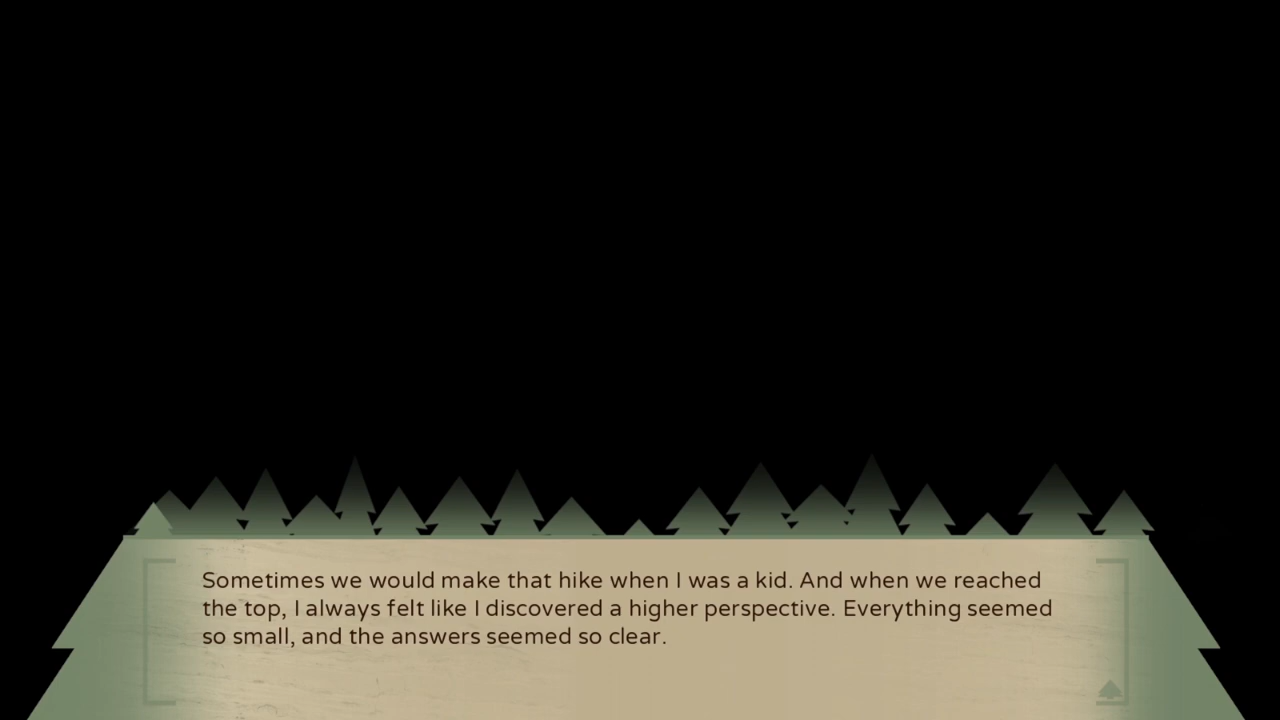 Sometimes we would make that hike when I was a kid. And when we reached
the top, I always felt like I discovered a higher perspective. Everything seemed
so small, and the answers seemed so clear.